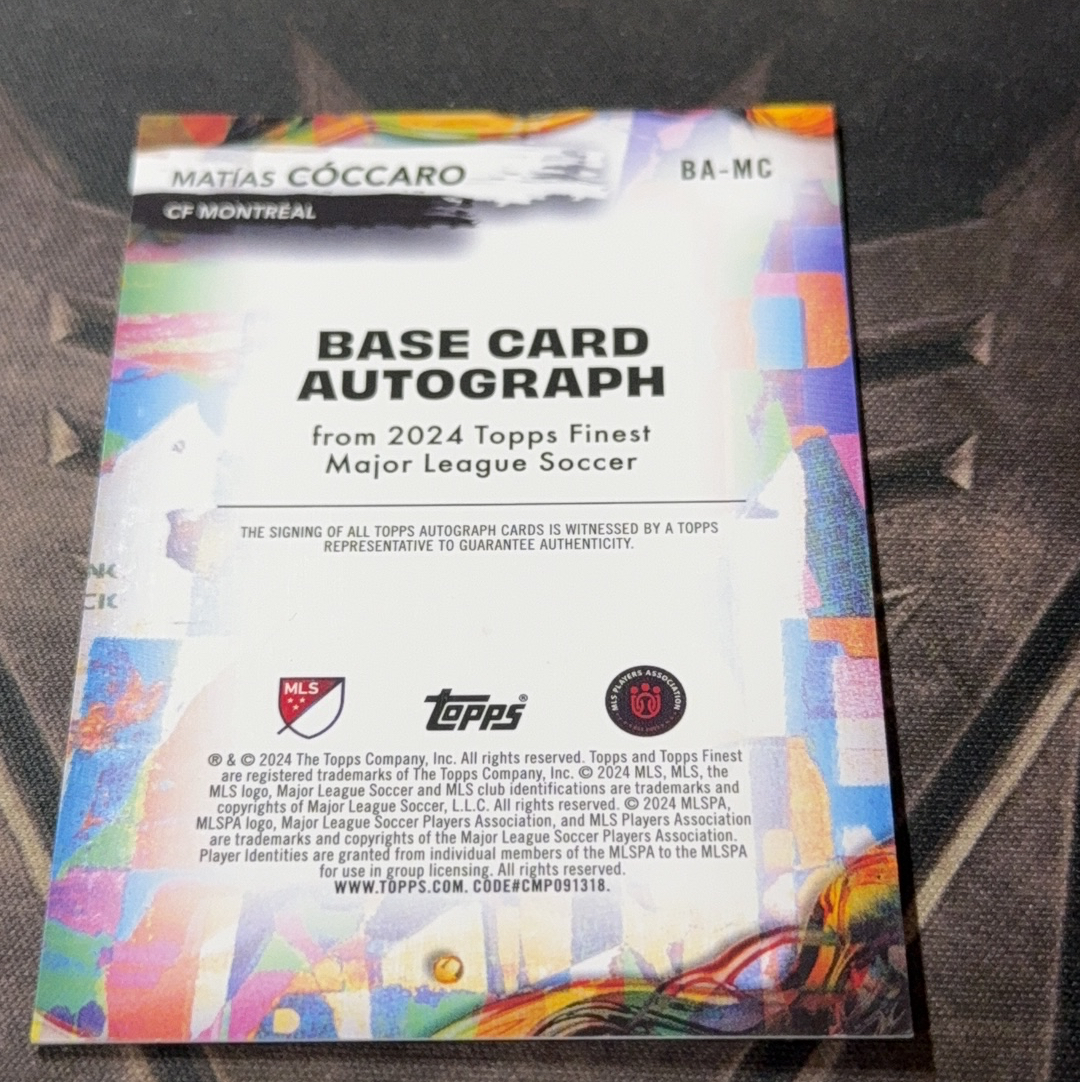 MATÍAS CÓCCARO
BA-MC
CF MONTRÉAL
BASE CARD
AUTOGRAPH
from 2024 Topps Finest
Major League Soccer
THE SIGNING OF ALL TOPPS AUTOGRAPH CARDS IS WITNESSED BY A TOPPS
REPRESENTATIVE TO GUARANTEE AUTHENTICITY.
MLS
topps®
MLS PLAYERS ASSOCIATION
® & © 2024 The Topps Company, Inc. All rights reserved. Topps and Topps Finest
are registered trademarks of The Topps Company, Inc. © 2024 MLS, MLS, the
MLS logo, Major League Soccer and MLS club identifications are trademarks and
copyrights of Major League Soccer, L.L.C. All rights reserved. © 2024 MLSPA,
MLSPA logo, Major League Soccer Players Association, and MLS Players Association
are trademarks and copyrights of the Major League Soccer Players Association.
Player Identities are granted from individual members of the MLSPA to the MLSPA
for use in group licensing. All rights reserved.
WWW.TOPPS.COM. CODE#CMP091318.